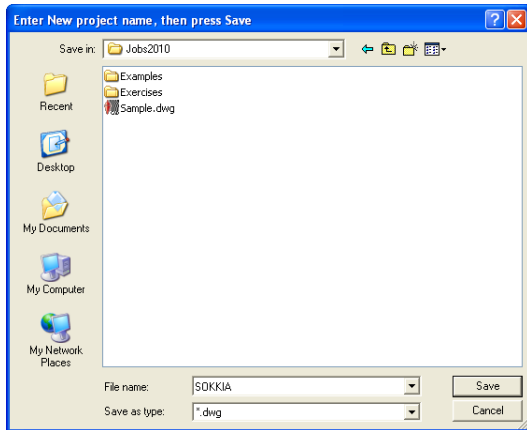 Enter New project name, then press Save
Save in: Jobs2010
Examples
Exercises
Sample.dwg
Recent
Desktop
My Documents
My Computer
My Network
Places
File name: SOKKIA Save
Save as type: *.dwg Cancel